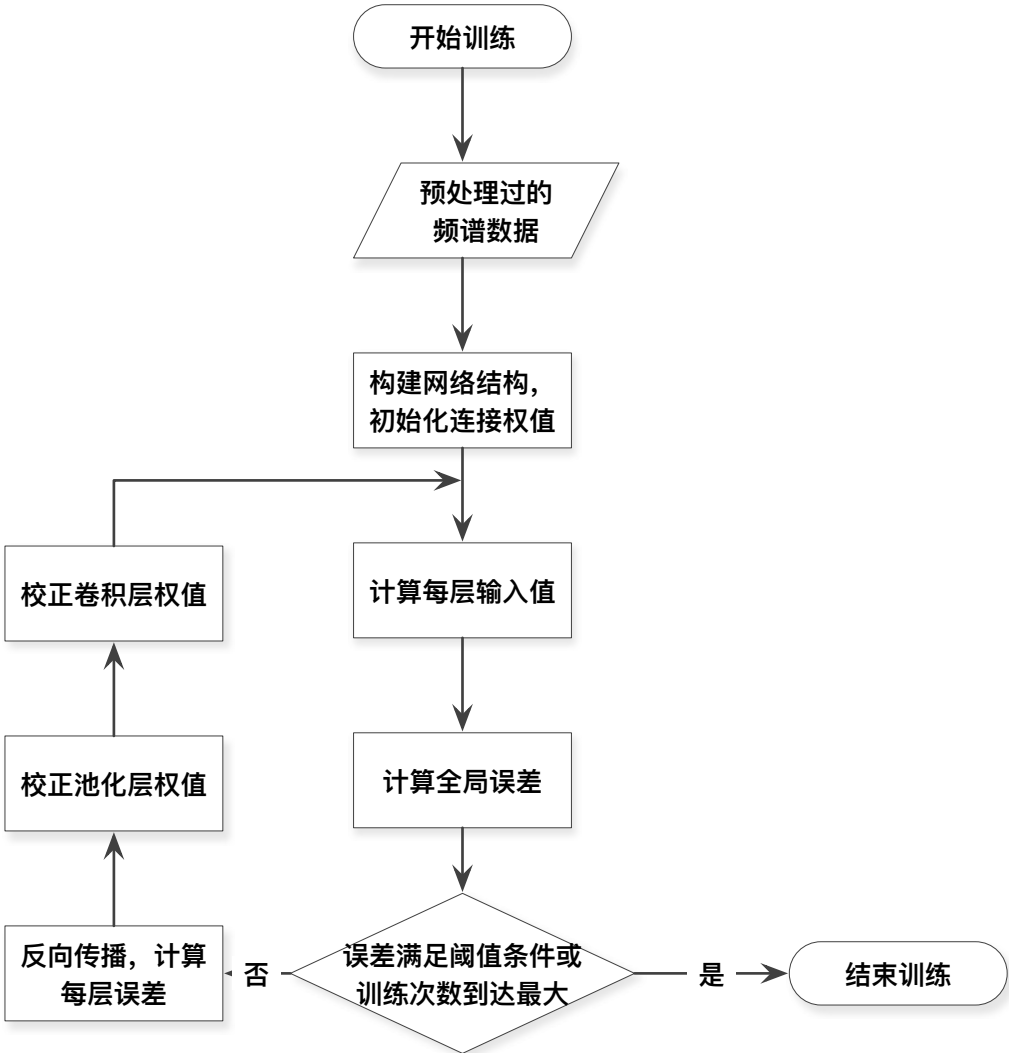 开始训练
预处理过的
频谱数据
构建网络结构，
初始化连接权值
校正卷积层权值
计算每层输入值
校正池化层权值
计算全局误差
反向传播，计算
每层误差
否
误差满足阈值条件或
训练次数到达最大
是
结束训练